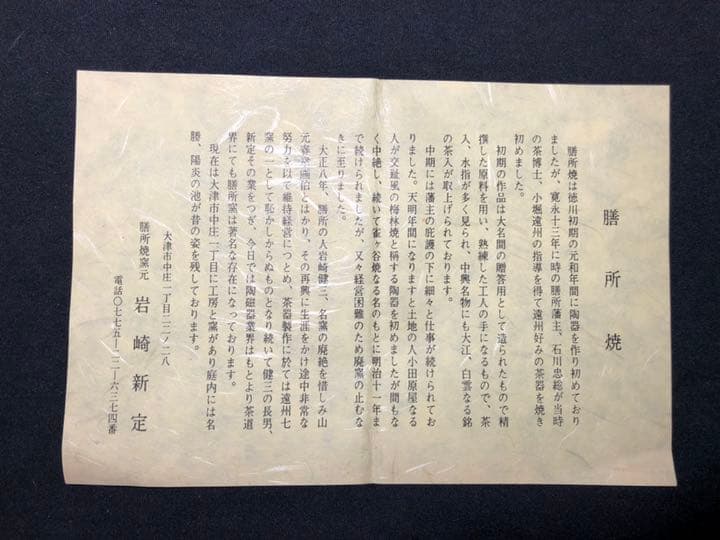 膳所焼
膳所焼は徳川初期の元和年間に陶器を作り初めており
ましたが、寛永十三年に時の膳所藩主、石川忠総が当時
の茶博士、小堀遠州の指導を得て遠州好みの茶器を焼き
初めました。
初期の作品は大名間の贈答用として造られたもので精
撰した原料を用い、熟練した工人の手になるもので、茶
入、水指が多く見られ、中興名物にも大江、白雲なる銘
の茶入が取上げられております。
中期には藩主の庇護の下に細々と仕事が続けられてお
りました。天明年間になりますと土地の人小田原屋なる
人が交趾風の梅林焼と称する陶器を初めましたが間もな
く中絶し、続いて雀ヶ谷焼なる名のもとに明治十一年ま
で続けられましたが、又々経営困難のため廃窯の止むな
きに至りました。
大正八年、膳所の人岩崎健三、名窯の廃絶を惜しみ山
元春挙画伯とはかり、その再興に生涯をかけ途中非常な
努力を以て維持経営につとめ、茶器製作に於ては遠州七
窯の一として恥かしからぬものとなり続いて健三の長男、
新定その業をつぎ、今日では陶磁器業界はもとより茶道
界にても膳所窯は著名な存在になっております。
現在は大津市中庄一丁目に工房と窯があり庭内には名
勝、陽炎の池が昔の姿を残しております。
大津市中庄一丁目二二ノ二八
膳所焼窯元 岩崎新定
電話〇七七五ー二二ー六三七四番